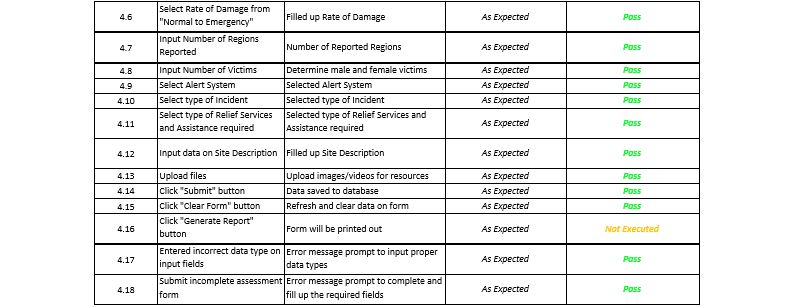 4.6 Select Rate of Damage from "Normal to Emergency" Filled up Rate of Damage As Expected Pass
4.7 Input Number of Regions Reported Number of Reported Regions As Expected Pass
4.8 Input Number of Victims Determine male and female victims As Expected Pass
4.9 Select Alert System Selected Alert System As Expected Pass
4.10 Select type of Incident Selected type of Incident As Expected Pass
4.11 Select type of Relief Services and Assistance required Selected type of Relief Services and Assistance required As Expected Pass
4.12 Input data on Site Description Filled up Site Description As Expected Pass
4.13 Upload files Upload images/videos for resources As Expected Pass
4.14 Click "Submit" button Data saved to database As Expected Pass
4.15 Click "Clear Form" button Refresh and clear data on form As Expected Pass
4.16 Click "Generate Report" button Form will be printed out As Expected Not Executed
4.17 Entered incorrect data type on input fields Error message prompt to input proper data types As Expected Pass
4.18 Submit incomplete assessment form Error message prompt to complete and fill up the required fields As Expected Pass